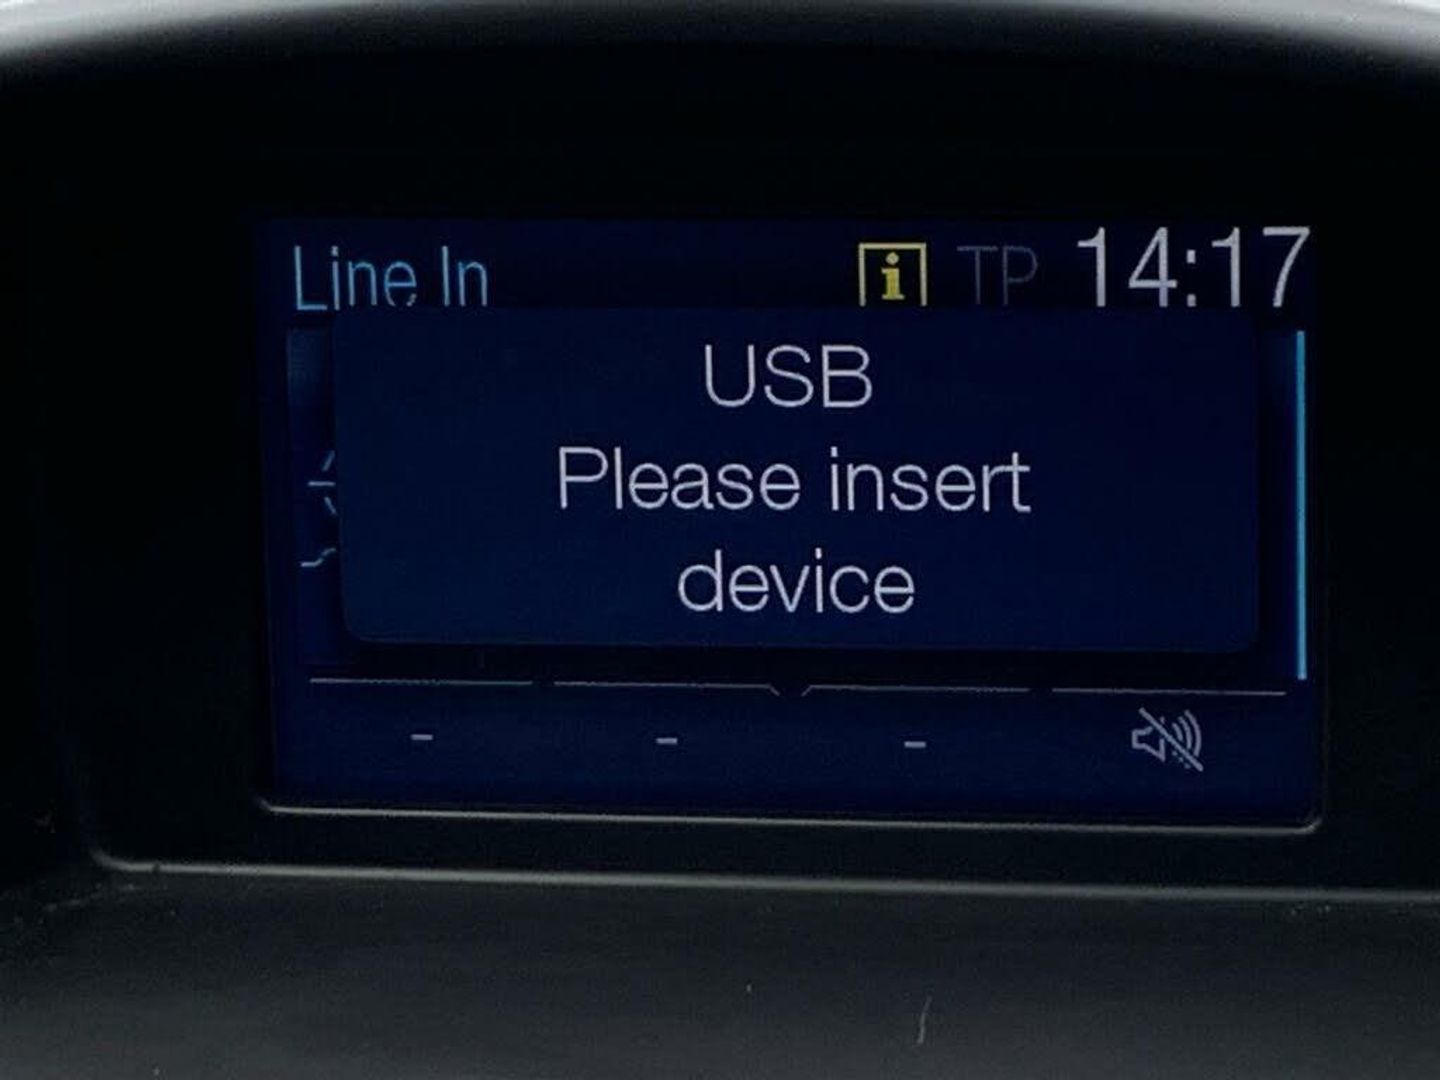 Line In i TP 14:17
USB
Please insert
device
- - -